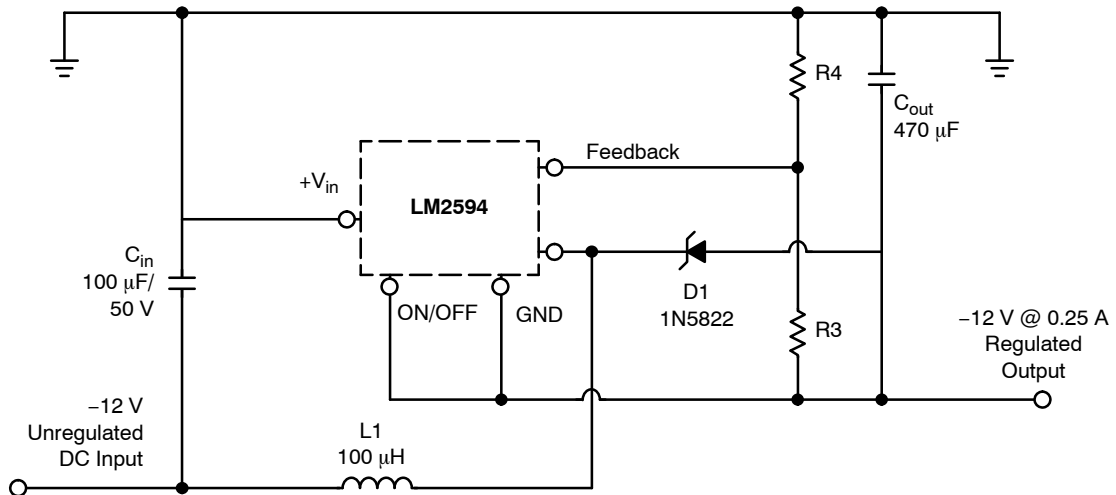 R4
C_out
470 μF
Feedback
+V_in
LM2594
C_in
100 μF/
50 V
ON/OFF
GND
D1
1N5822
R3
–12 V @ 0.25 A
Regulated
Output
–12 V
Unregulated
DC Input
L1
100 μH